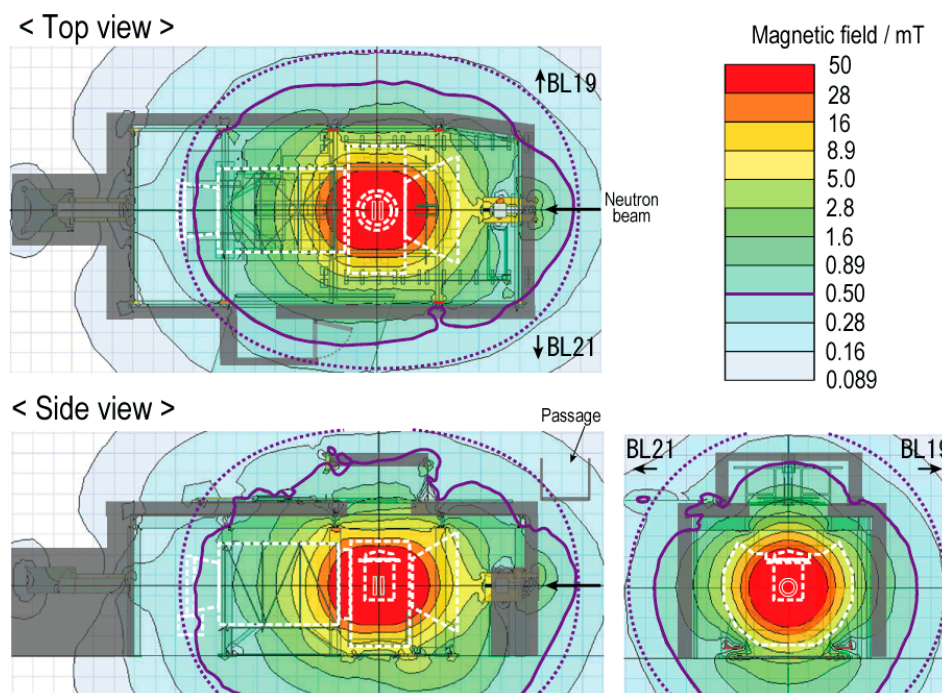 < Top view >
Magnetic field / mT
↑BL19
50
28
16
8.9
5.0
2.8
1.6
0.89
0.50
0.28
0.16
0.089
Neutron
beam
↓BL21
< Side view >
Passage
BL21
BL19